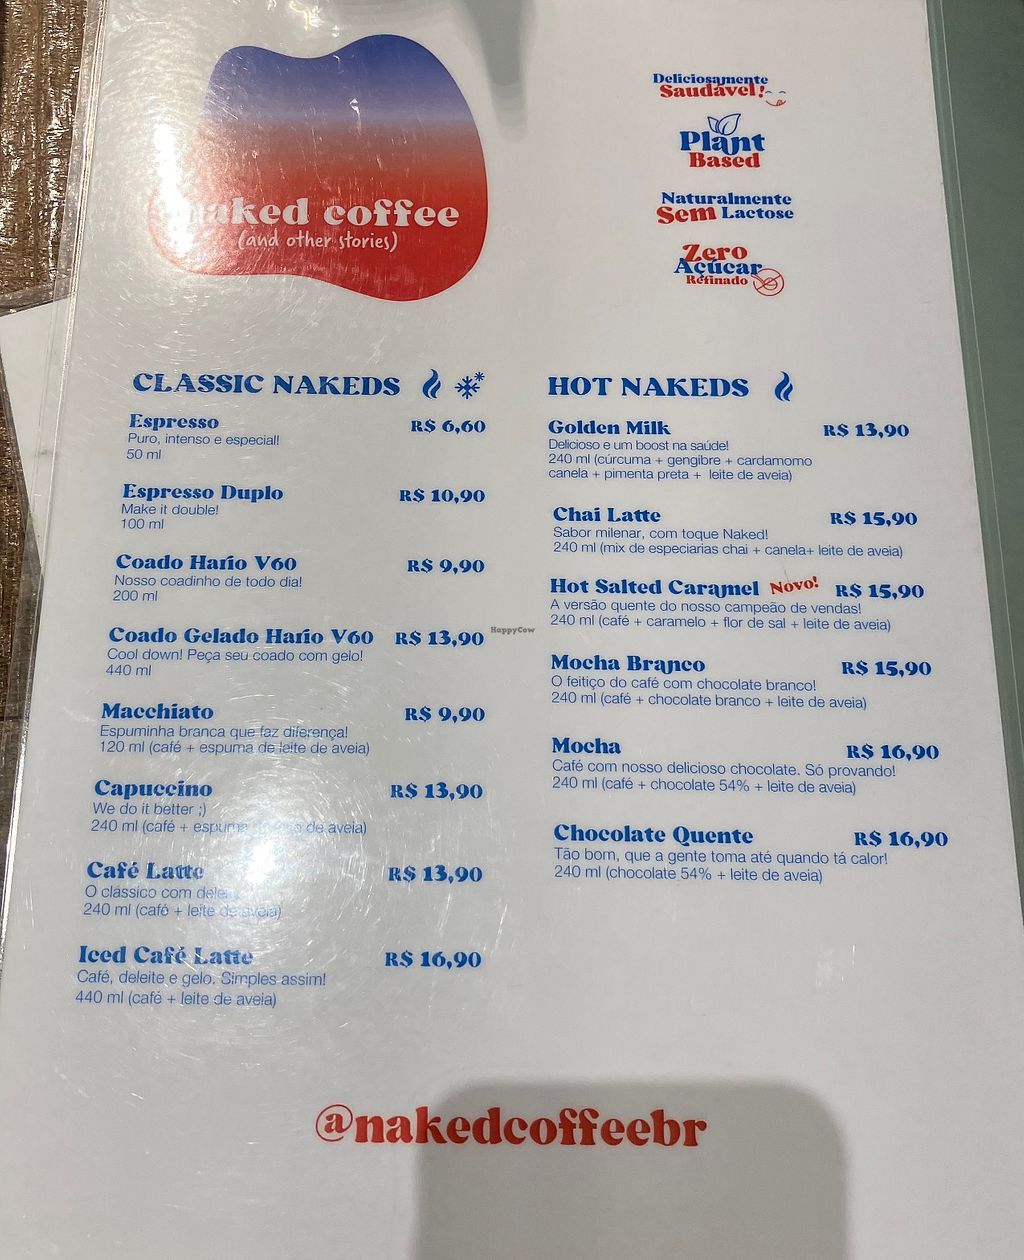 naked coffee
(and other stories)
Deliciosamente
Saudável!
Plant
Based
Naturalmente
Sem Lactose
Zero
Açúcar
Refinado
CLASSIC NAKEDS
Espresso R$ 6,60
Puro, intenso e especial!
50 ml
Espresso Duplo R$ 10,90
Make it double!
100 ml
Coado Hario V60 R$ 9,90
Nosso coadinho de todo dia!
200 ml
Coado Gelado Hario V60 R$ 13,90
Cool down! Peça seu coado com gelo!
440 ml
Macchiato R$ 9,90
Espuminha branca que faz diferença!
120 ml (café + espuma de leite de aveia)
Capuccino R$ 13,90
We do it better ;)
240 ml (café + espuma de aveia)
Café Latte R$ 13,90
O clássico com
240 ml (café + leite de aveia)
Iced Café Latte R$ 16,90
Café, deleite e gelo. Simples assim!
440 ml (café + leite de aveia)
HOT NAKEDS
Golden Milk R$ 13,90
Delicioso e um boost na saúde!
240 ml (cúrcuma + gengibre + cardamomo
canela + pimenta preta + leite de aveia)
Chai Latte R$ 15,90
Sabor milenar, com toque Naked!
240 ml (mix de especiarias chai + canela+ leite de aveia)
Hot Salted Caramel Novo! R$ 15,90
A versão quente do nosso campeão de vendas!
240 ml (café + caramelo + flor de sal + leite de aveia)
Mocha Branco R$ 15,90
O feitiço do café com chocolate branco!
240 ml (café + chocolate branco + leite de aveia)
Mocha R$ 16,90
Café com nosso delicioso chocolate. Só provando!
240 ml (café + chocolate 54% + leite de aveia)
Chocolate Quente R$ 16,90
Tão bom, que a gente toma até quando tá calor!
240 ml (chocolate 54% + leite de aveia)
HappyCow
@nakedcoffeebr